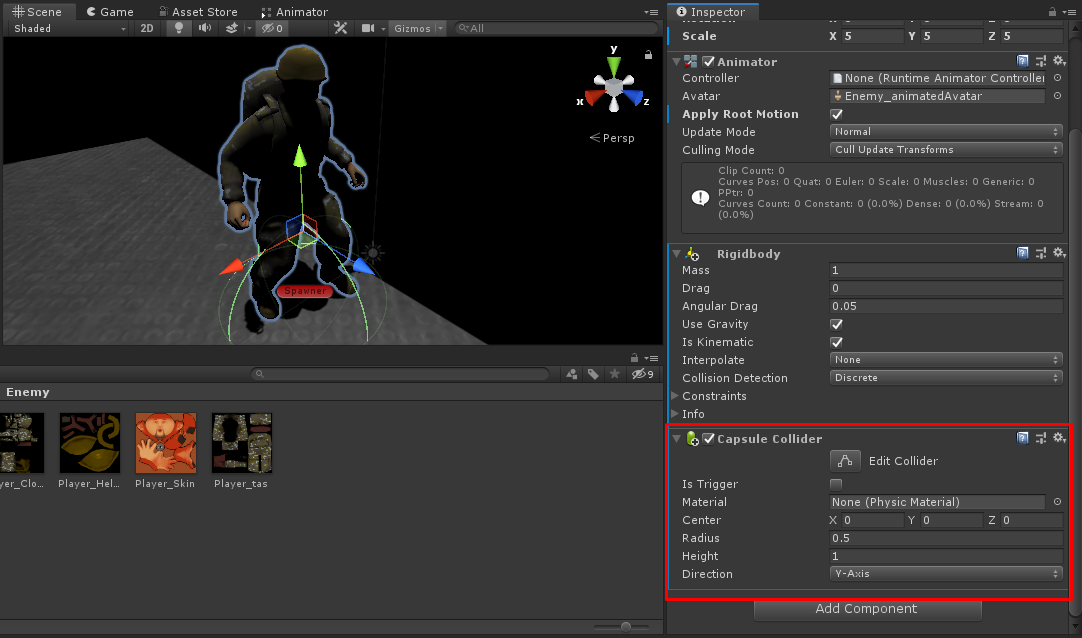 Scene Game Asset Store Animator
Shaded 2D 0 Gizmos All
y
x z
Persp
Spawner
9
Enemy
yer_Clo... Player_Hel... Player_Skin Player_tas
Inspector
Scale X 5 Y 5 Z 5
Animator
Controller None (Runtime Animator Controller
Avatar Enemy_animatedAvatar
Apply Root Motion
Update Mode Normal
Culling Mode Cull Update Transforms
Clip Count: 0
Curves Pos: 0 Quat: 0 Euler: 0 Scale: 0 Muscles: 0 Generic: 0
PPtr: 0
Curves Count: 0 Constant: 0 (0.0%) Dense: 0 (0.0%) Stream: 0
(0.0%)
Rigidbody
Mass 1
Drag 0
Angular Drag 0.05
Use Gravity
Is Kinematic
Interpolate None
Collision Detection Discrete
Constraints
Info
Capsule Collider
Edit Collider
Is Trigger
Material None (Physic Material)
Center X 0 Y 0 Z 0
Radius 0.5
Height 1
Direction Y-Axis
Add Component